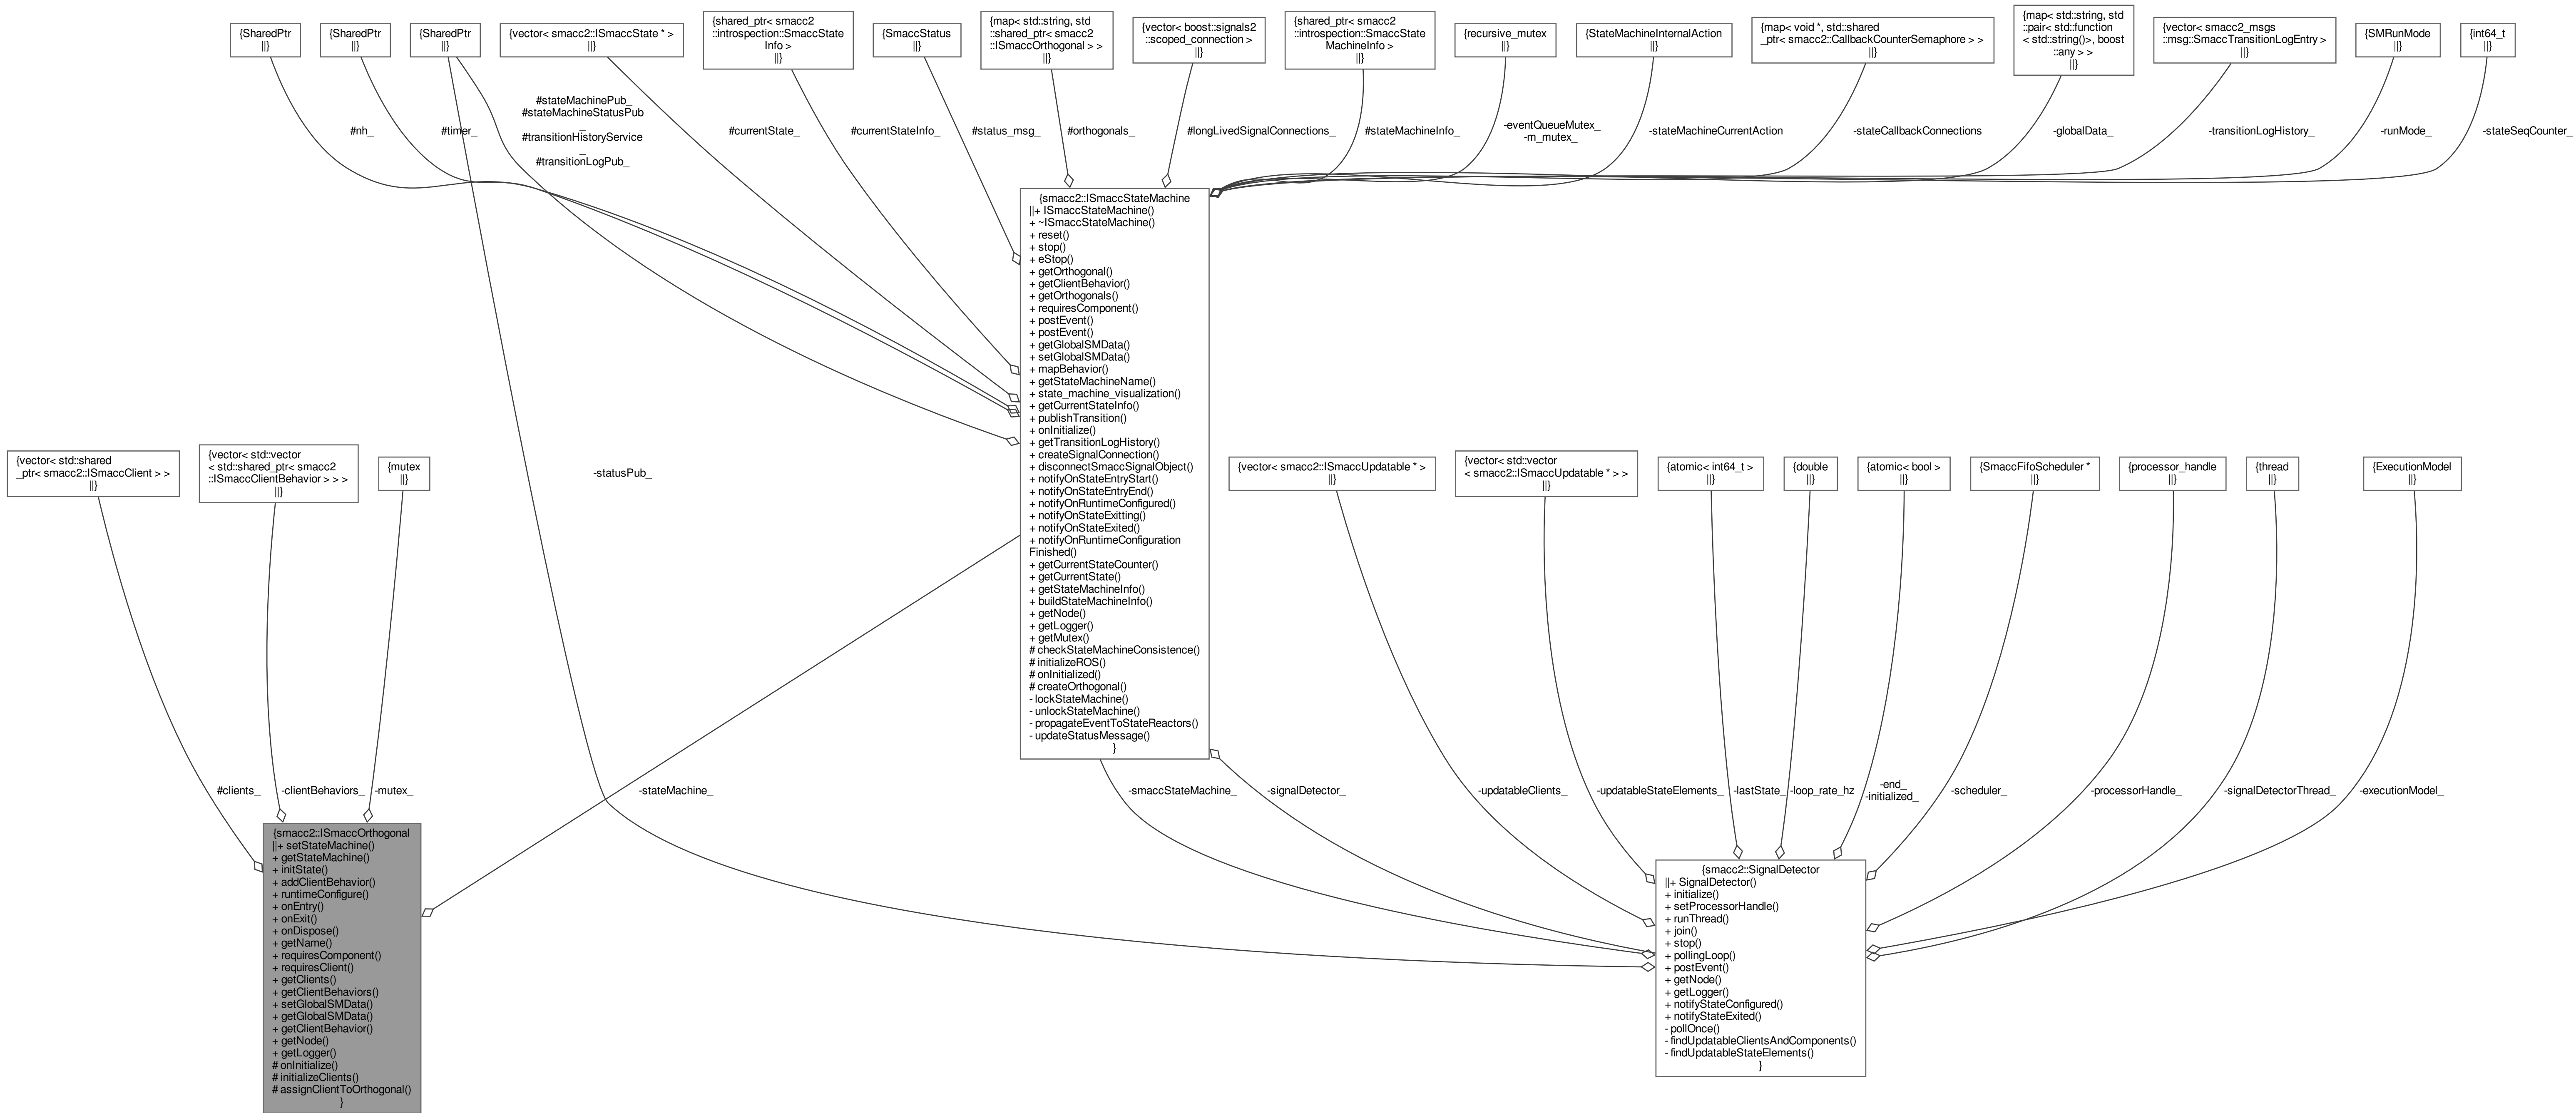 {SharedPtr
||}
{SharedPtr
||}
{SharedPtr
||}
{vector< smacc2::ISmaccState * >
||}
{shared_ptr< smacc2
::introspection::SmaccState
Info >
||}
{SmaccStatus
||}
{map< std::string, std
::shared_ptr< smacc2
::ISmaccOrthogonal > >
||}
{vector< boost::signals2
::scoped_connection >
||}
{shared_ptr< smacc2
::introspection::SmaccState
MachineInfo >
||}
{recursive_mutex
||}
{StateMachineInternalAction
||}
{map< void *, std::shared
_ptr< smacc2::CallbackCounterSemaphore > >
||}
{map< std::string, std
::pair< std::function
< std::string()>, boost
::any > >
||}
{vector< smacc2_msgs
::msg::SmaccTransitionLogEntry >
||}
{SMRunMode
||}
{int64_t
||}
#nh_
#timer_
#stateMachinePub_
#stateMachineStatusPub
_
#transitionHistoryService
_
#transitionLogPub_
#currentState_
#currentStateInfo_
#status_msg_
#orthogonals_
#longLivedSignalConnections_
#stateMachineInfo_
-eventQueueMutex_
-m_mutex_
-stateMachineCurrentAction
-stateCallbackConnections
-globalData_
-transitionLogHistory_
-runMode_
-stateSeqCounter_
{smacc2::ISmaccStateMachine
||+ ISmaccStateMachine()
+ ~ISmaccStateMachine()
+ reset()
+ stop()
+ eStop()
+ getOrthogonal()
+ getClientBehavior()
+ getOrthogonals()
+ requiresComponent()
+ postEvent()
+ postEvent()
+ getGlobalSMData()
+ setGlobalSMData()
+ mapBehavior()
+ getStateMachineName()
+ state_machine_visualization()
+ getCurrentStateInfo()
+ publishTransition()
+ onInitialize()
+ getTransitionLogHistory()
+ createSignalConnection()
+ disconnectSmaccSignalObject()
+ notifyOnStateEntryStart()
+ notifyOnStateEntryEnd()
+ notifyOnRuntimeConfigured()
+ notifyOnStateExitting()
+ notifyOnStateExited()
+ notifyOnRuntimeConfiguration
Finished()
+ getCurrentStateCounter()
+ getCurrentState()
+ getStateMachineInfo()
+ buildStateMachineInfo()
+ getNode()
+ getLogger()
+ getMutex()
# checkStateMachineConsistence()
# initializeROS()
# onInitialized()
# createOrthogonal()
- lockStateMachine()
- unlockStateMachine()
- propagateEventToStateReactors()
- updateStatusMessage()
}
{vector< std::shared
_ptr< smacc2::ISmaccClient > >
||}
{vector< std::vector
< std::shared_ptr< smacc2
::ISmaccClientBehavior > > >
||}
{mutex
||}
-statusPub_
{vector< smacc2::ISmaccUpdatable * >
||}
{vector< std::vector
< smacc2::ISmaccUpdatable * > >
||}
{atomic< int64_t >
||}
{double
||}
{atomic< bool >
||}
{SmaccFifoScheduler *
||}
{processor_handle
||}
{thread
||}
{ExecutionModel
||}
#clients_
-clientBehaviors_
-mutex_
-stateMachine_
-smaccStateMachine_
-signalDetector_
-updatableClients_
-updatableStateElements_
-lastState_
-loop_rate_hz
-end_
-initialized_
-scheduler_
-processorHandle_
-signalDetectorThread_
-executionModel_
{smacc2::ISmaccOrthogonal
||+ setStateMachine()
+ getStateMachine()
+ initState()
+ addClientBehavior()
+ runtimeConfigure()
+ onEntry()
+ onExit()
+ onDispose()
+ getName()
+ requiresComponent()
+ requiresClient()
+ getClients()
+ getClientBehaviors()
+ setGlobalSMData()
+ getGlobalSMData()
+ getClientBehavior()
+ getNode()
+ getLogger()
# onInitialize()
# initializeClients()
# assignClientToOrthogonal()
}
{smacc2::SignalDetector
||+ SignalDetector()
+ initialize()
+ setProcessorHandle()
+ runThread()
+ join()
+ stop()
+ pollingLoop()
+ postEvent()
+ getNode()
+ getLogger()
+ notifyStateConfigured()
+ notifyStateExited()
- pollOnce()
- findUpdatableClientsAndComponents()
- findUpdatableStateElements()
}